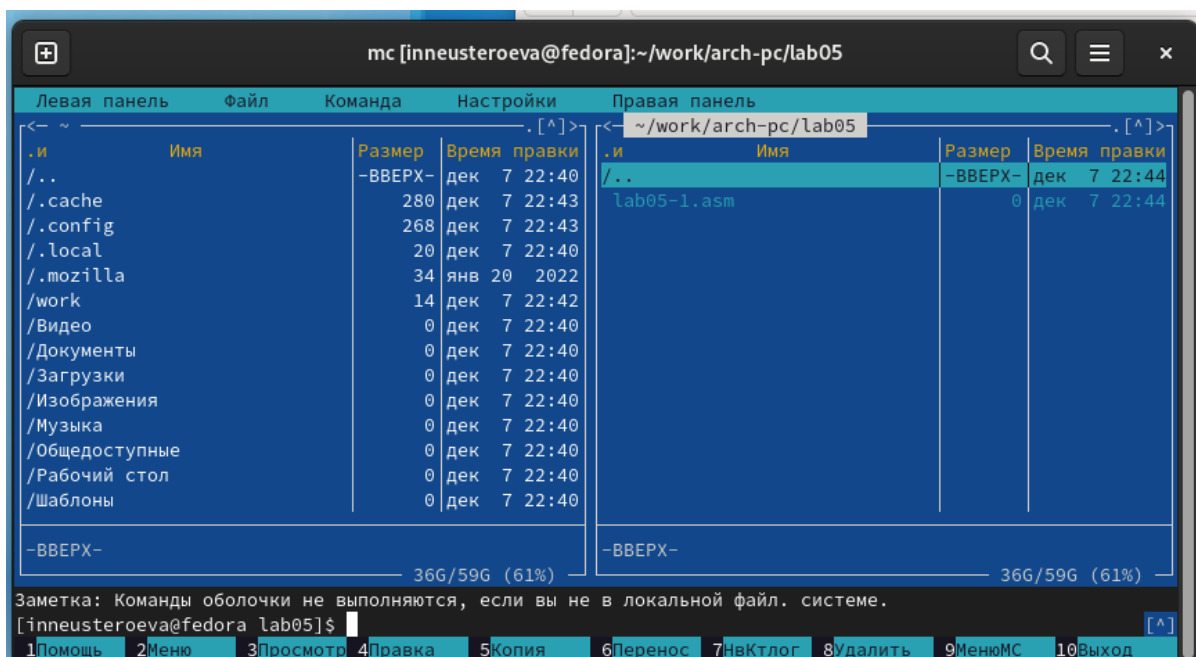 mc [inneusteroeva@fedora]:~/work/arch-pc/lab05
Левая панель Файл Команда Настройки Правая панель
<— ~ .[^]> <— ~/work/arch-pc/lab05 .[^]>
.и Имя Размер Время правки .и Имя Размер Время правки
/.. -ВВЕРХ- дек 7 22:40 /.. -ВВЕРХ- дек 7 22:44
/.cache 280 дек 7 22:43 lab05-1.asm 0 дек 7 22:44
/.config 268 дек 7 22:43
/.local 20 дек 7 22:40
/.mozilla 34 янв 20 2022
/work 14 дек 7 22:42
/Видео 0 дек 7 22:40
/Документы 0 дек 7 22:40
/Загрузки 0 дек 7 22:40
/Изображения 0 дек 7 22:40
/Музыка 0 дек 7 22:40
/Общедоступные 0 дек 7 22:40
/Рабочий стол 0 дек 7 22:40
/Шаблоны 0 дек 7 22:40
-ВВЕРХ- -ВВЕРХ-
36G/59G (61%) 36G/59G (61%)
Заметка: Команды оболочки не выполняются, если вы не в локальной файл. системе.
[inneusteroeva@fedora lab05]$ [^]
1Помощь 2Меню 3Просмотр 4Правка 5Копия 6Перенос 7НвКтлог 8Удалить 9МенюМС 10Выход